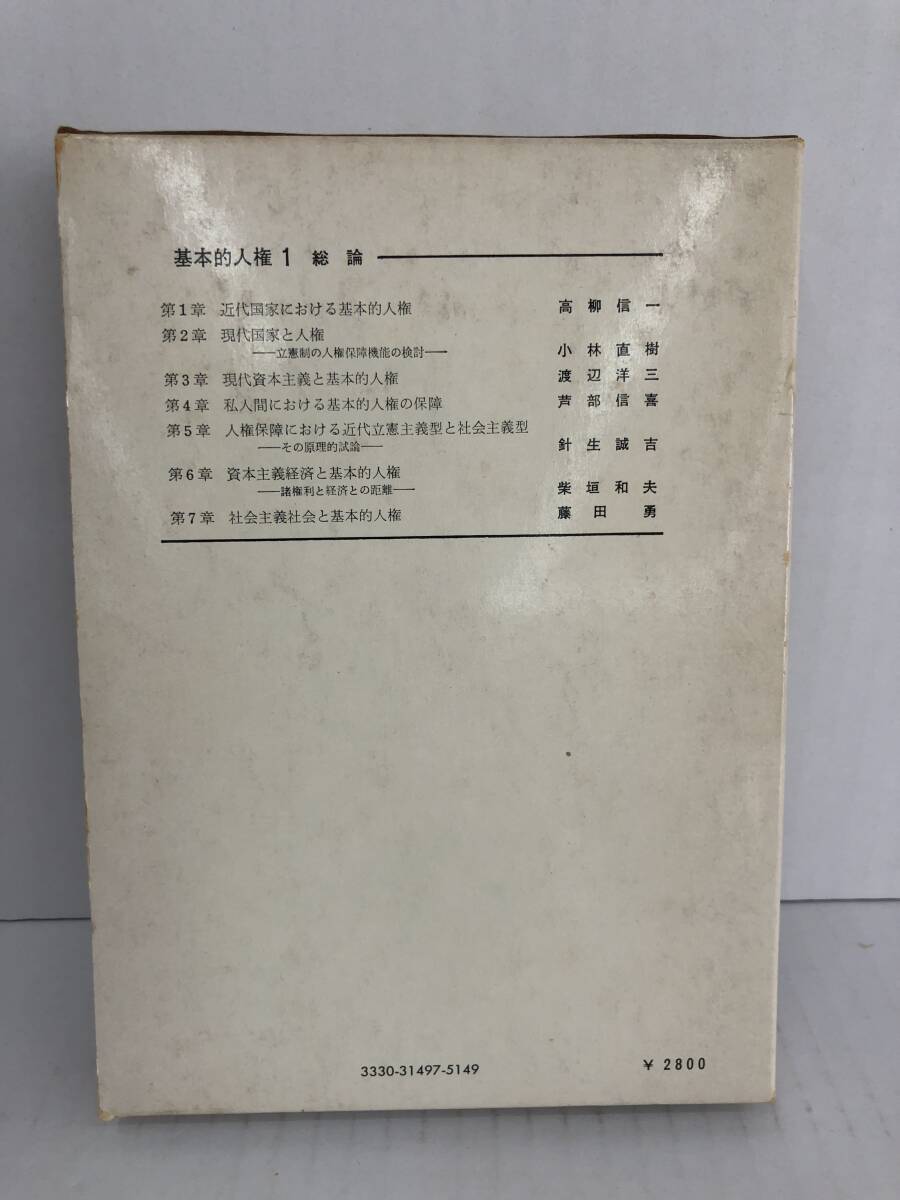 基本的人権1 総論
第1章 近代国家における基本的人権 高柳信一
第2章 現代国家と人権
――立憲制の人権保障機能の検討―― 小林直樹
第3章 現代資本主義と基本的人権 渡辺洋三
第4章 私人間における基本的人権の保障 芦部信喜
第5章 人権保障における近代立憲主義型と社会主義型
――その原理的試論―― 針生誠吉
第6章 資本主義経済と基本的人権
――諸権利と経済との距離―― 柴垣和夫
第7章 社会主義社会と基本的人権 藤田勇
3330-31497-5149 ¥2800